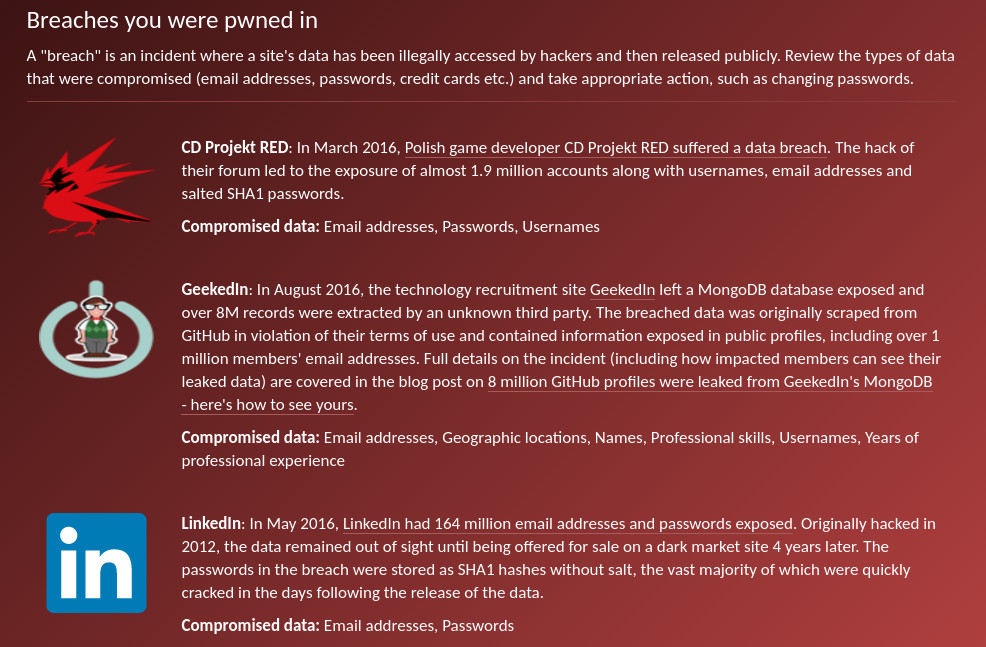 Breaches you were pwned in
A "breach" is an incident where a site's data has been illegally accessed by hackers and then released publicly. Review the types of data
that were compromised (email addresses, passwords, credit cards etc.) and take appropriate action, such as changing passwords.
CD Projekt RED: In March 2016, Polish game developer CD Projekt RED suffered a data breach. The hack of
their forum led to the exposure of almost 1.9 million accounts along with usernames, email addresses and
salted SHA1 passwords.
Compromised data: Email addresses, Passwords, Usernames
GeekedIn: In August 2016, the technology recruitment site GeekedIn left a MongoDB database exposed and
over 8M records were extracted by an unknown third party. The breached data was originally scraped from
GitHub in violation of their terms of use and contained information exposed in public profiles, including over 1
million members' email addresses. Full details on the incident (including how impacted members can see their
leaked data) are covered in the blog post on 8 million GitHub profiles were leaked from GeekedIn's MongoDB
- here's how to see yours.
Compromised data: Email addresses, Geographic locations, Names, Professional skills, Usernames, Years of
professional experience
in
LinkedIn: In May 2016, LinkedIn had 164 million email addresses and passwords exposed. Originally hacked in
2012, the data remained out of sight until being offered for sale on a dark market site 4 years later. The
passwords in the breach were stored as SHA1 hashes without salt, the vast majority of which were quickly
cracked in the days following the release of the data.
Compromised data: Email addresses, Passwords